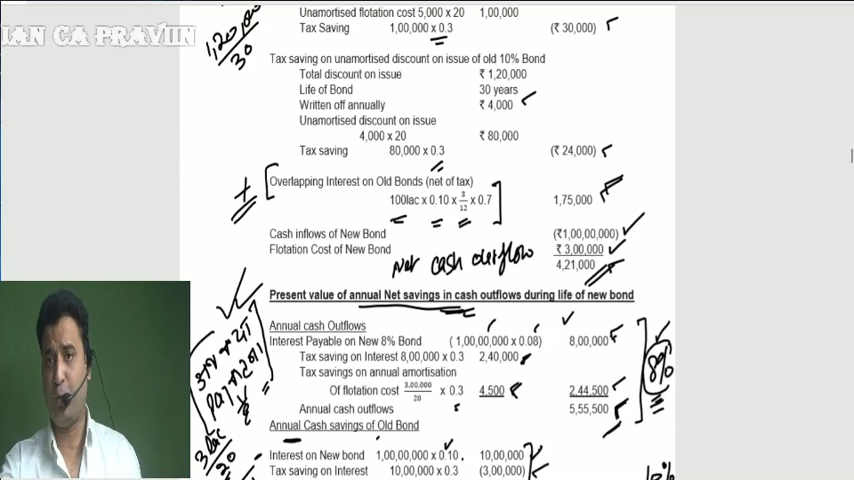 IAN CA PRAVIIN
1,20,000
30
Unamortised flotation cost 5,000 x 20 1,00,000
Tax Saving 1,00,000 x 0.3 (₹ 30,000)
Tax saving on unamortised discount on issue of old 10% Bond
Total discount on issue ₹ 1,20,000
Life of Bond 30 years
Written off annually ₹ 4,000
Unamortised discount on issue
4,000 x 20 ₹ 80,000
Tax saving 80,000 x 0.3 (₹ 24,000)
+
Overlapping Interest on Old Bonds (net of tax)
100lac x 0.10 x 3/12 x 0.7 1,75,000
Cash inflows of New Bond (₹1,00,00,000)
Flotation Cost of New Bond ₹ 3,00,000
Net cash outflow 4,21,000
Present value of annual Net savings in cash outflows during life of new bond
Annual cash Outflows
Interest Payable on New 8% Bond ( 1,00,00,000 x 0.08) 8,00,000
Tax saving on Interest 8,00,000 x 0.3 2,40,000
8%
Tax savings on annual amortisation
Of flotation cost 3,00,000/20 x 0.3 4,500 2,44,500
Annual cash outflows 5,55,500
Annual Cash savings of Old Bond
3 lac
20
Interest on New bond 1,00,00,000 x 0.10 10,00,000
Tax saving on Interest 10,00,000 x 0.3 (3,00,000)
10%